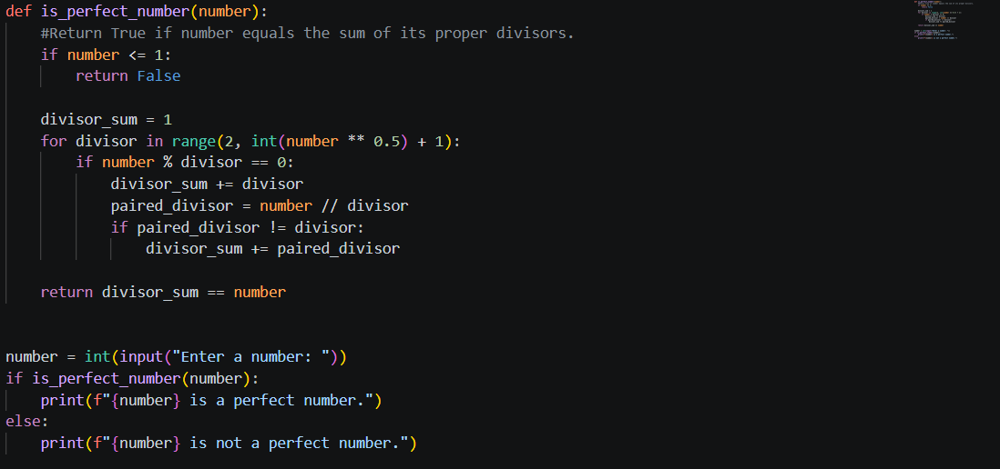 def is_perfect_number(number):
    #Return True if number equals the sum of its proper divisors.
    if number <= 1:
        return False

    divisor_sum = 1
    for divisor in range(2, int(number ** 0.5) + 1):
        if number % divisor == 0:
            divisor_sum += divisor
            paired_divisor = number // divisor
            if paired_divisor != divisor:
                divisor_sum += paired_divisor

    return divisor_sum == number


number = int(input("Enter a number: "))
if is_perfect_number(number):
    print(f"{number} is a perfect number.")
else:
    print(f"{number} is not a perfect number.")